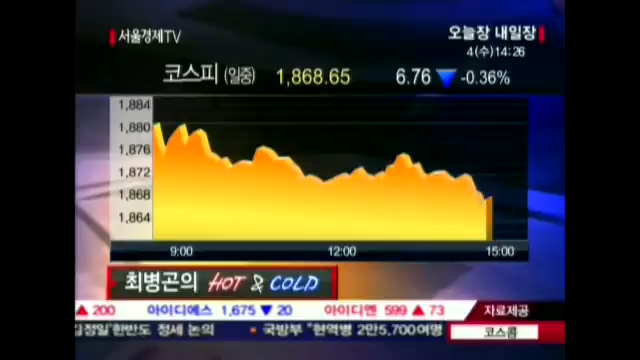 서울경제TV
오늘장 내일장
4(수)14:26
코스피 (일중) 1,868.65 6.76 ▼ -0.36%
1,884
1,880
1,876
1,872
1,868
1,864
9:00 12:00 15:00
최병곤의 HOT & COLD
▲ 200 아이디에스 1,675 ▼ 20 아이디엔 599 ▲ 73 자료제공
김정일'한반도 정세 논의 ▪ 국방부 "현역병 2만5,700여명 코스콤